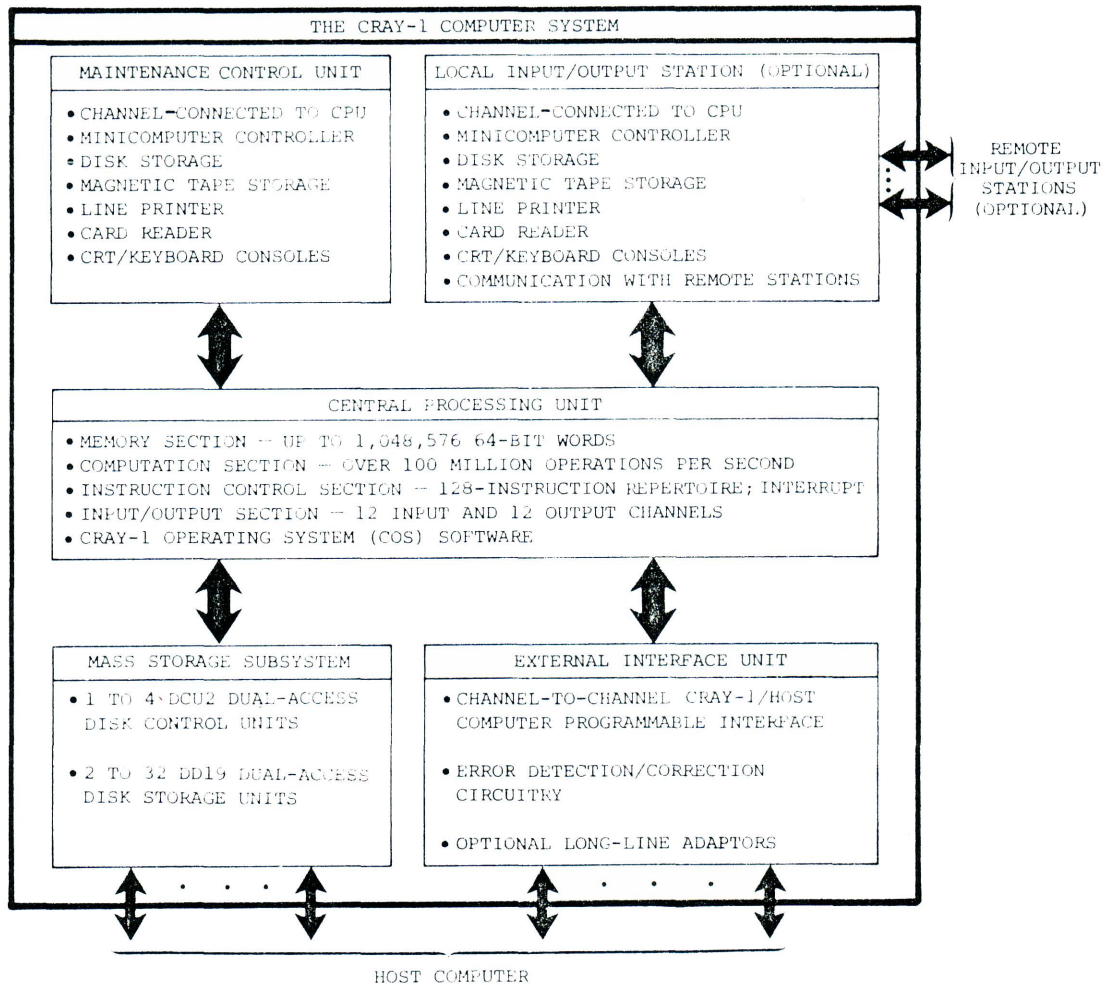 THE CRAY-1 COMPUTER SYSTEM
MAINTENANCE CONTROL UNIT
• CHANNEL-CONNECTED TO CPU
• MINICOMPUTER CONTROLLER
• DISK STORAGE
• MAGNETIC TAPE STORAGE
• LINE PRINTER
• CARD READER
• CRT/KEYBOARD CONSOLES
LOCAL INPUT/OUTPUT STATION (OPTIONAL)
• CHANNEL-CONNECTED TO CPU
• MINICOMPUTER CONTROLLER
• DISK STORAGE
• MAGNETIC TAPE STORAGE
• LINE PRINTER
• CARD READER
• CRT/KEYBOARD CONSOLES
• COMMUNICATION WITH REMOTE STATIONS
REMOTE
INPUT/OUTPUT
STATIONS
(OPTIONAL)
CENTRAL PROCESSING UNIT
• MEMORY SECTION – UP TO 1,048,576 64-BIT WORDS
• COMPUTATION SECTION – OVER 100 MILLION OPERATIONS PER SECOND
• INSTRUCTION CONTROL SECTION – 128-INSTRUCTION REPERTOIRE; INTERRUPT
• INPUT/OUTPUT SECTION – 12 INPUT AND 12 OUTPUT CHANNELS
• CRAY-1 OPERATING SYSTEM (COS) SOFTWARE
MASS STORAGE SUBSYSTEM
• 1 TO 4 DCU2 DUAL-ACCESS
DISK CONTROL UNITS
• 2 TO 32 DD19 DUAL-ACCESS
DISK STORAGE UNITS
EXTERNAL INTERFACE UNIT
• CHANNEL-TO-CHANNEL CRAY-1/HOST
COMPUTER PROGRAMMABLE INTERFACE
• ERROR DETECTION/CORRECTION
CIRCUITRY
• OPTIONAL LONG-LINE ADAPTORS
HOST COMPUTER